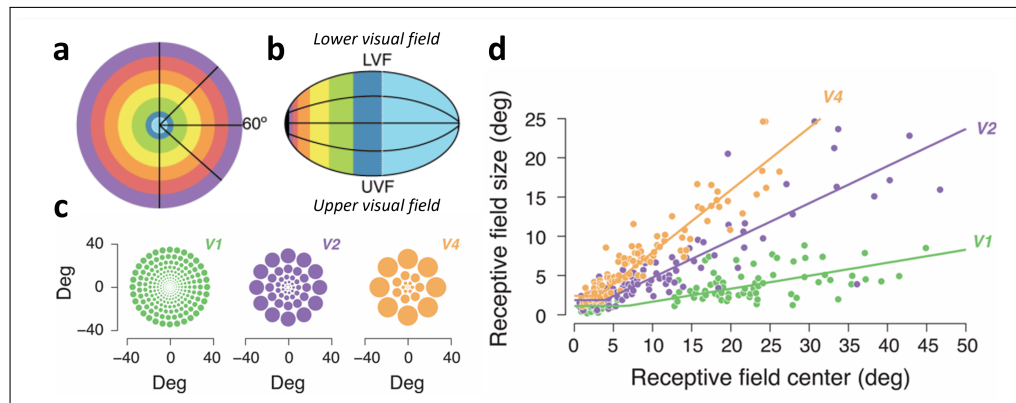 a
60º
b
Lower visual field
LVF
UVF
Upper visual field
c
Deg
40
0
−40
V1
V2
V4
−40 0 40
−40 0 40
−40 0 40
Deg
Deg
Deg
d
Receptive field size (deg)
25
20
15
10
5
0
V4
V2
V1
0 5 10 15 20 25 30 35 40 45 50
Receptive field center (deg)